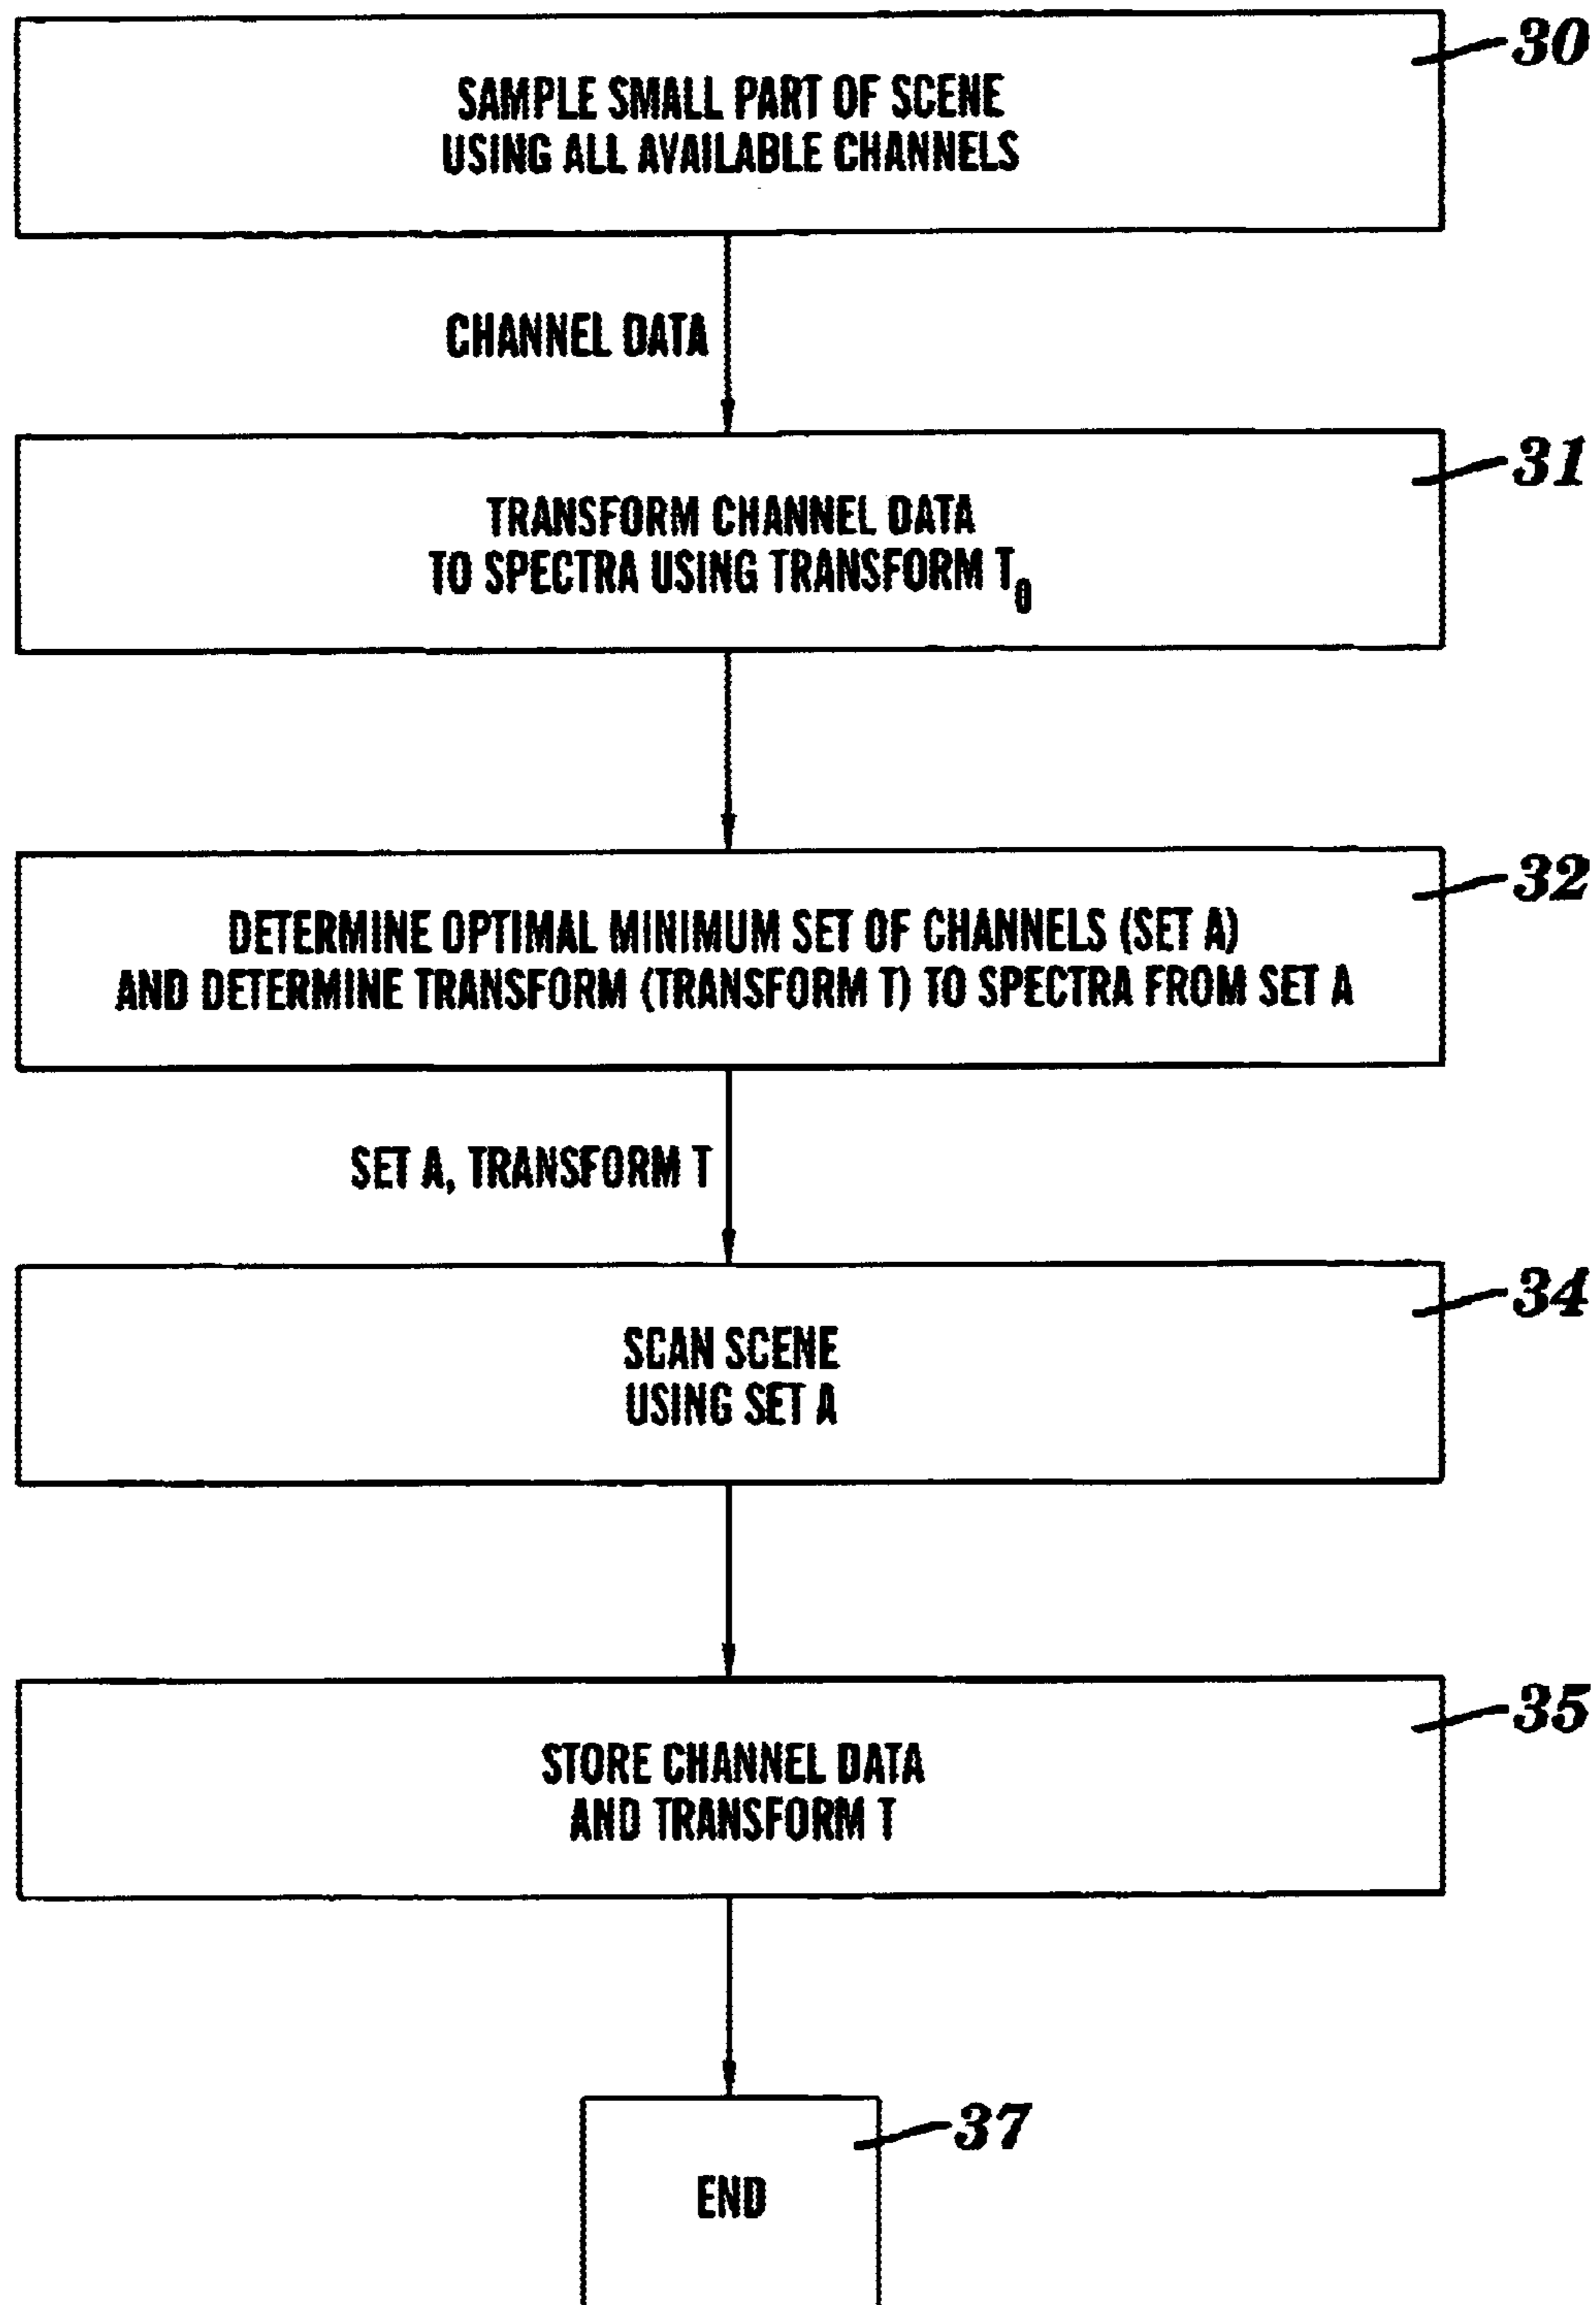 30
SAMPLE SMALL PART OF SCENE
USING ALL AVAILABLE CHANNELS
CHANNEL DATA
31
TRANSFORM CHANNEL DATA
TO SPECTRA USING TRANSFORM T₀
32
DETERMINE OPTIMAL MINIMUM SET OF CHANNELS (SET A)
AND DETERMINE TRANSFORM (TRANSFORM T) TO SPECTRA FROM SET A
SET A, TRANSFORM T
34
SCAN SCENE
USING SET A
35
STORE CHANNEL DATA
AND TRANSFORM T
37
END